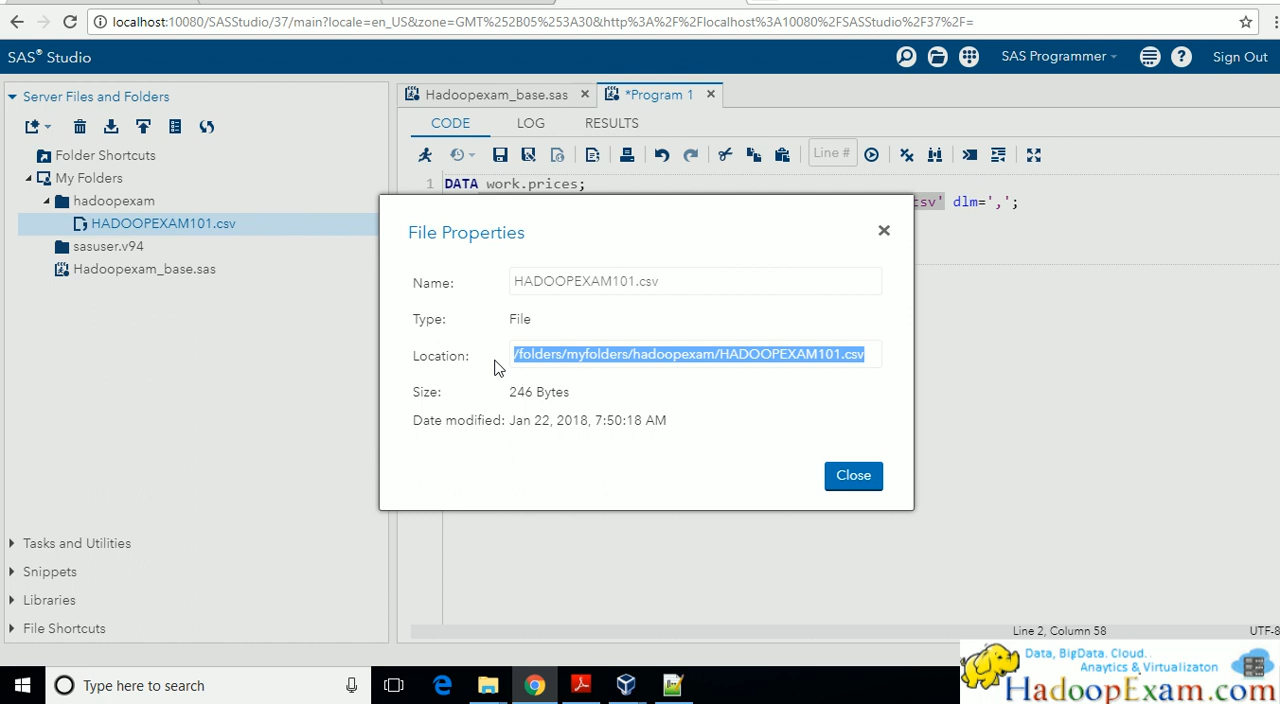 localhost:10080/SASStudio/37/main?locale=en_US&zone=GMT%252B05%253A30&http%3A%2F%2Flocalhost%3A10080%2FSASStudio%2F37%2F=
SAS® Studio
SAS Programmer
Sign Out
Server Files and Folders
Folder Shortcuts
My Folders
hadoopexam
HADOOPEXAM101.csv
sasuser.v94
Hadoopexam_base.sas
Tasks and Utilities
Snippets
Libraries
File Shortcuts
Hadoopexam_base.sas
*Program 1
CODE LOG RESULTS
Line #
1 DATA work.prices;
csv' dlm=',';
File Properties
Name: HADOOPEXAM101.csv
Type: File
Location: /folders/myfolders/hadoopexam/HADOOPEXAM101.csv
Size: 246 Bytes
Date modified: Jan 22, 2018, 7:50:18 AM
Close
Line 2, Column 58
UTF-8
Type here to search
Data, BigData. Cloud..
Anaytics & Virtualizaton
HadoopExam.com